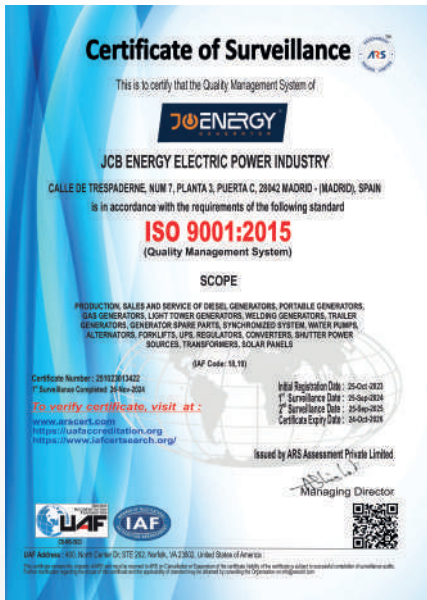 Certificate of Surveillance
ARS
This is to certify that the Quality Management System of
JCBENERGY
GENERATOR
JCB ENERGY ELECTRIC POWER INDUSTRY
CALLE DE TRESPADERNE, NUM 7, PLANTA 3, PUERTA C, 28042 MADRID - (MADRID), SPAIN
is in accordance with the requirements of the following standard
ISO 9001:2015
(Quality Management System)
SCOPE
PRODUCTION, SALES AND SERVICE OF DIESEL GENERATORS, PORTABLE GENERATORS,
GAS GENERATORS, LIGHT TOWER GENERATORS, WELDING GENERATORS, TRAILER
GENERATORS, GENERATOR SPARE PARTS, SYNCHRONIZED SYSTEM, WATER PUMPS,
ALTERNATORS, FORKLIFTS, UPS, REGULATORS, CONVERTERS, SHUTTER POWER
SOURCES, TRANSFORMERS, SOLAR PANELS
(IAF Code: 18,19)
Certificate Number : 251023013422
1st Surveillance Completed: 26-Nov-2024
Initial Registration Date : 25-Oct-2023
1st Surveillance Date : 25-Sep-2024
2nd Surveillance Date : 25-Sep-2025
Certificate Expiry Date : 24-Oct-2026
To verify certificate, visit at :
www.arscert.com
https://uafaccreditation.org
https://www.iafcertsearch.org/
Issued by ARS Assessment Private Limited
Managing Director
UAF
IAF
UAF Address : 400, North Center Dr, STE 202, Norfolk, VA 23502, United States of America